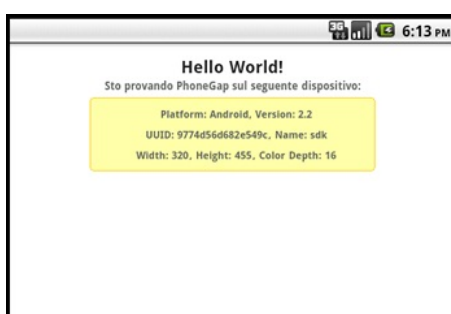 3G
6:13 PM
Hello World!
Sto provando PhoneGap sul seguente dispositivo:
Platform: Android, Version: 2.2
UUID: 9774d56d682e549c, Name: sdk
Width: 320, Height: 455, Color Depth: 16